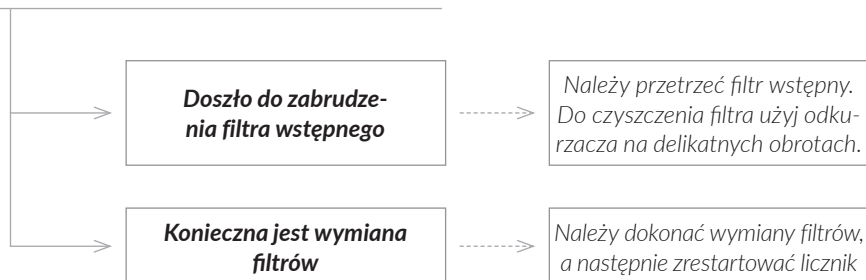 Doszło do zabrudze-
nia filtra wstępnego
Należy przetrzeć filtr wstępny.
Do czyszczenia filtra użyj odku-
rzacza na delikatnych obrotach.
Konieczna jest wymiana
filtrów
Należy dokonać wymiany filtrów,
a następnie zrestartować licznik